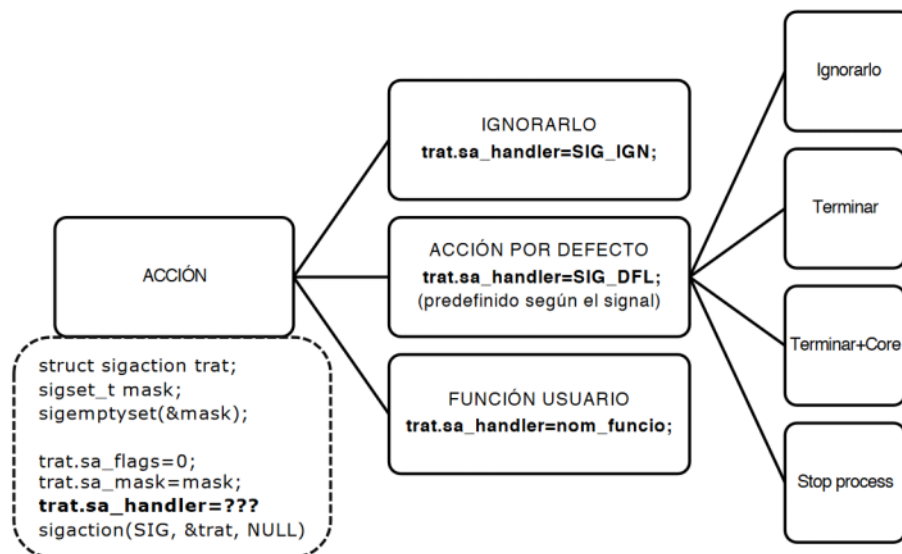 ACCIÓN
struct sigaction trat;
sigset_t mask;
sigemptyset(&mask);
trat.sa_flags=0;
trat.sa_mask=mask;
trat.sa_handler=???
sigaction(SIG, &trat, NULL)
IGNORARLO
trat.sa_handler=SIG_IGN;
ACCIÓN POR DEFECTO
trat.sa_handler=SIG_DFL;
(predefinido según el signal)
FUNCIÓN USUARIO
trat.sa_handler=nom_funcio;
Ignorarlo
Terminar
Terminar+Core
Stop process